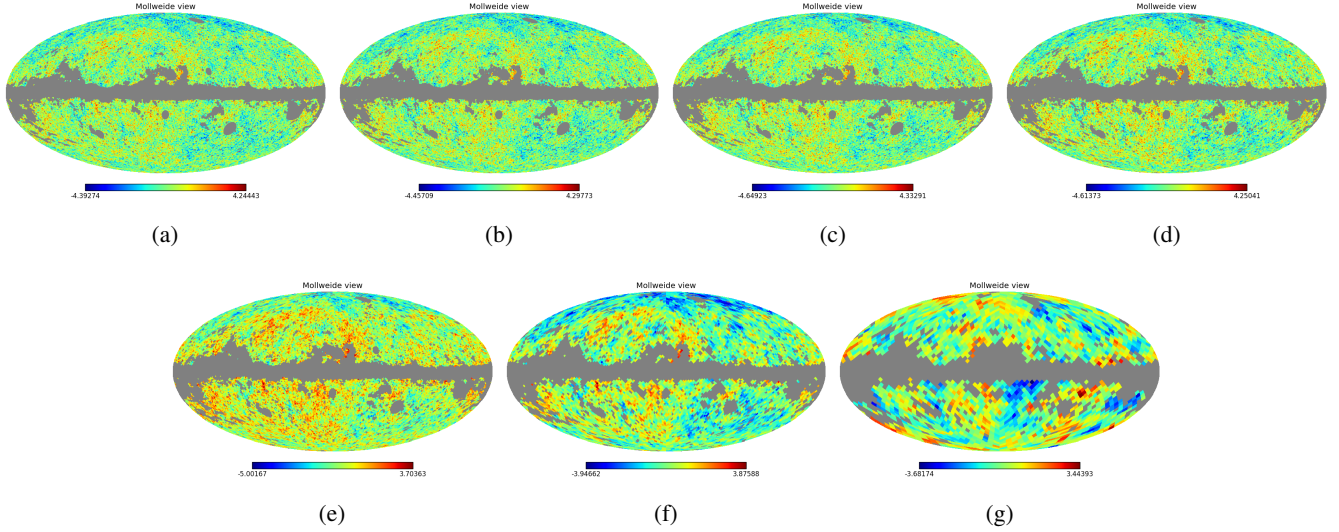 Mollweide view Mollweide view Mollweide view Mollweide view
-4.39274 4.24443 -4.45709 4.29773 -4.64923 4.33291 -4.61373 4.25041
(a) (b) (c) (d)
Mollweide view Mollweide view Mollweide view
-5.00167 3.70363 -3.94662 3.87588 -3.68174 3.44393
(e) (f) (g)